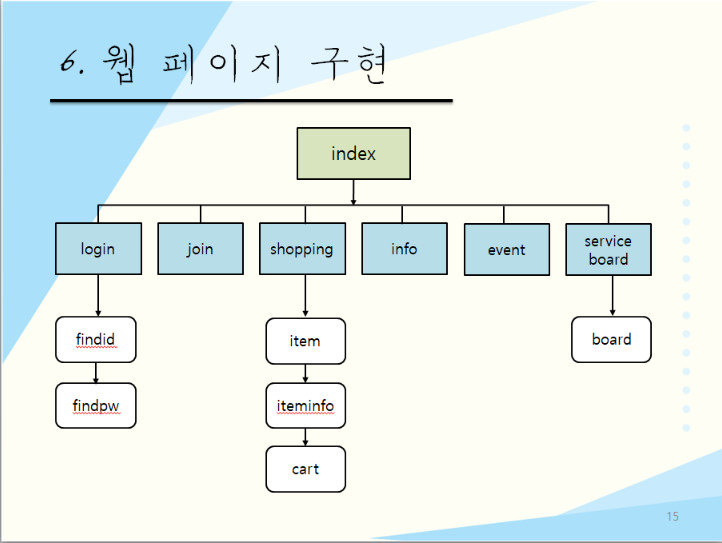 6. 웹 페이지 구현
index
login
join
shopping
info
event
service
board
findid
item
board
findpw
iteminfo
cart
15